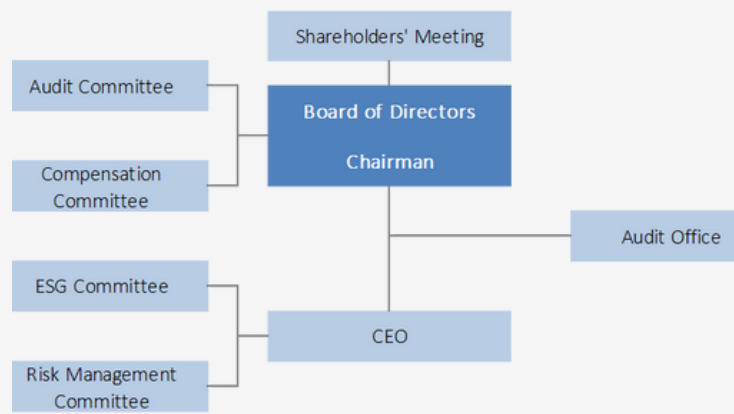 Shareholders' Meeting
Audit Committee
Board of Directors
Chairman
Compensation
Committee
Audit Office
ESG Committee
CEO
Risk Management
Committee